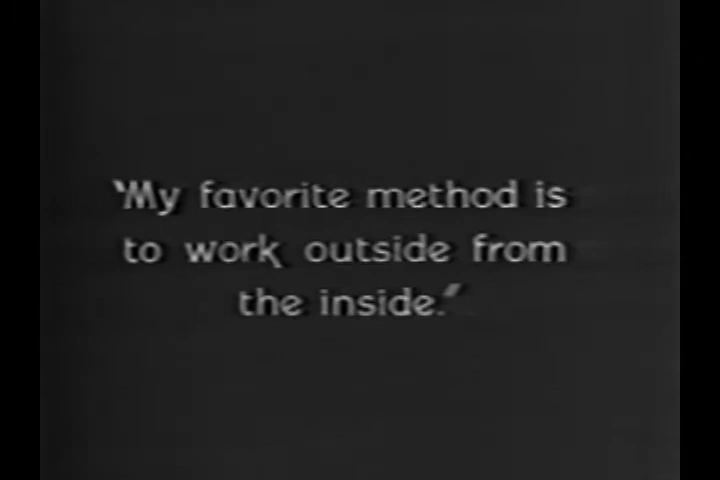 "My favorite method is
to work outside from
the inside."